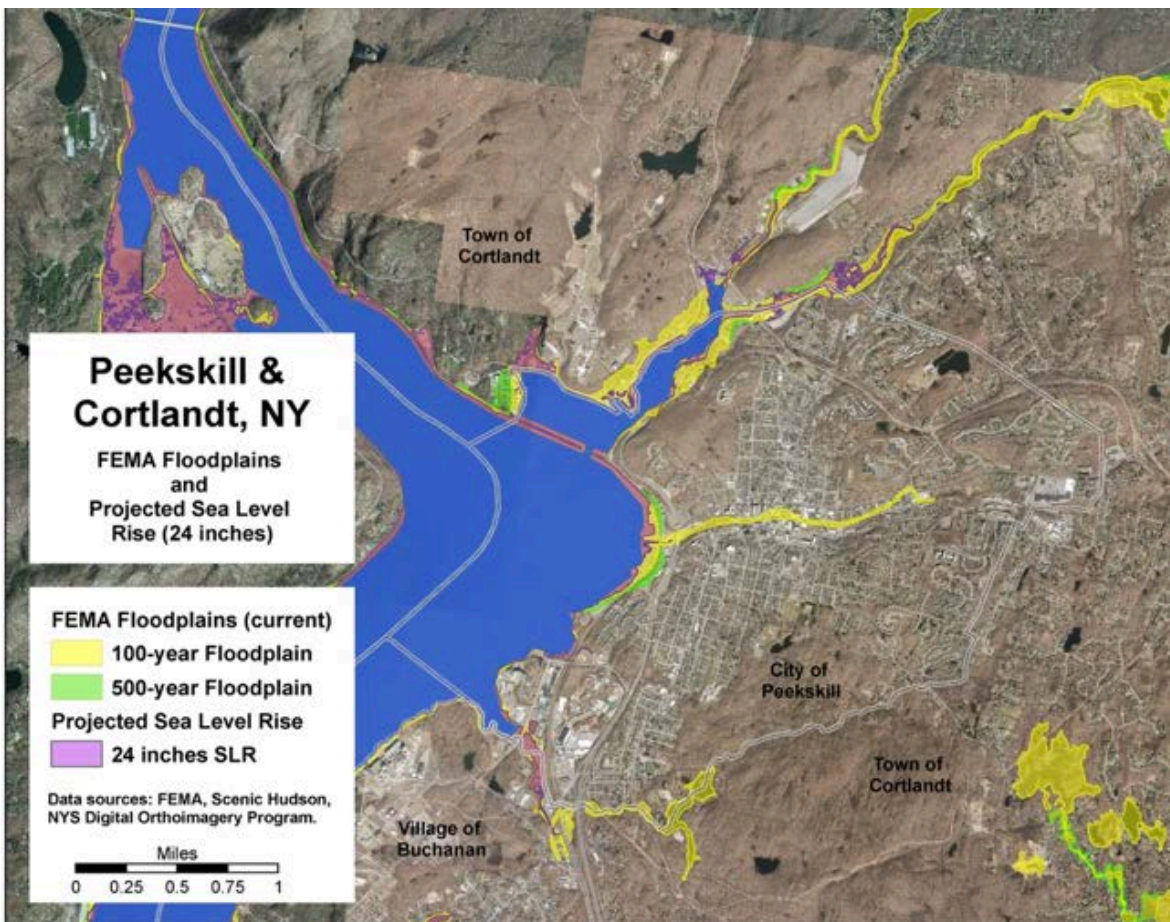 Town of
Cortlandt
Peekskill &
Cortlandt, NY
FEMA Floodplains
and
Projected Sea Level
Rise (24 inches)
FEMA Floodplains (current)
100-year Floodplain
500-year Floodplain
Projected Sea Level Rise
24 inches SLR
Data sources: FEMA, Scenic Hudson,
NYS Digital Orthoimagery Program.
Miles
0 0.25 0.5 0.75 1
City of
Peekskill
Town of
Cortlandt
Village of
Buchanan